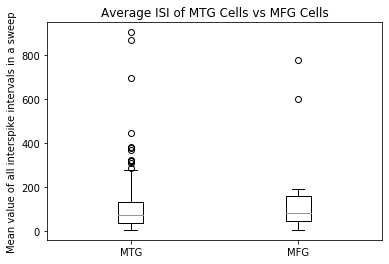 Average ISI of MTG Cells vs MFG Cells
Mean value of all interspike intervals in a sweep
800
600
400
200
0
MTG
MFG